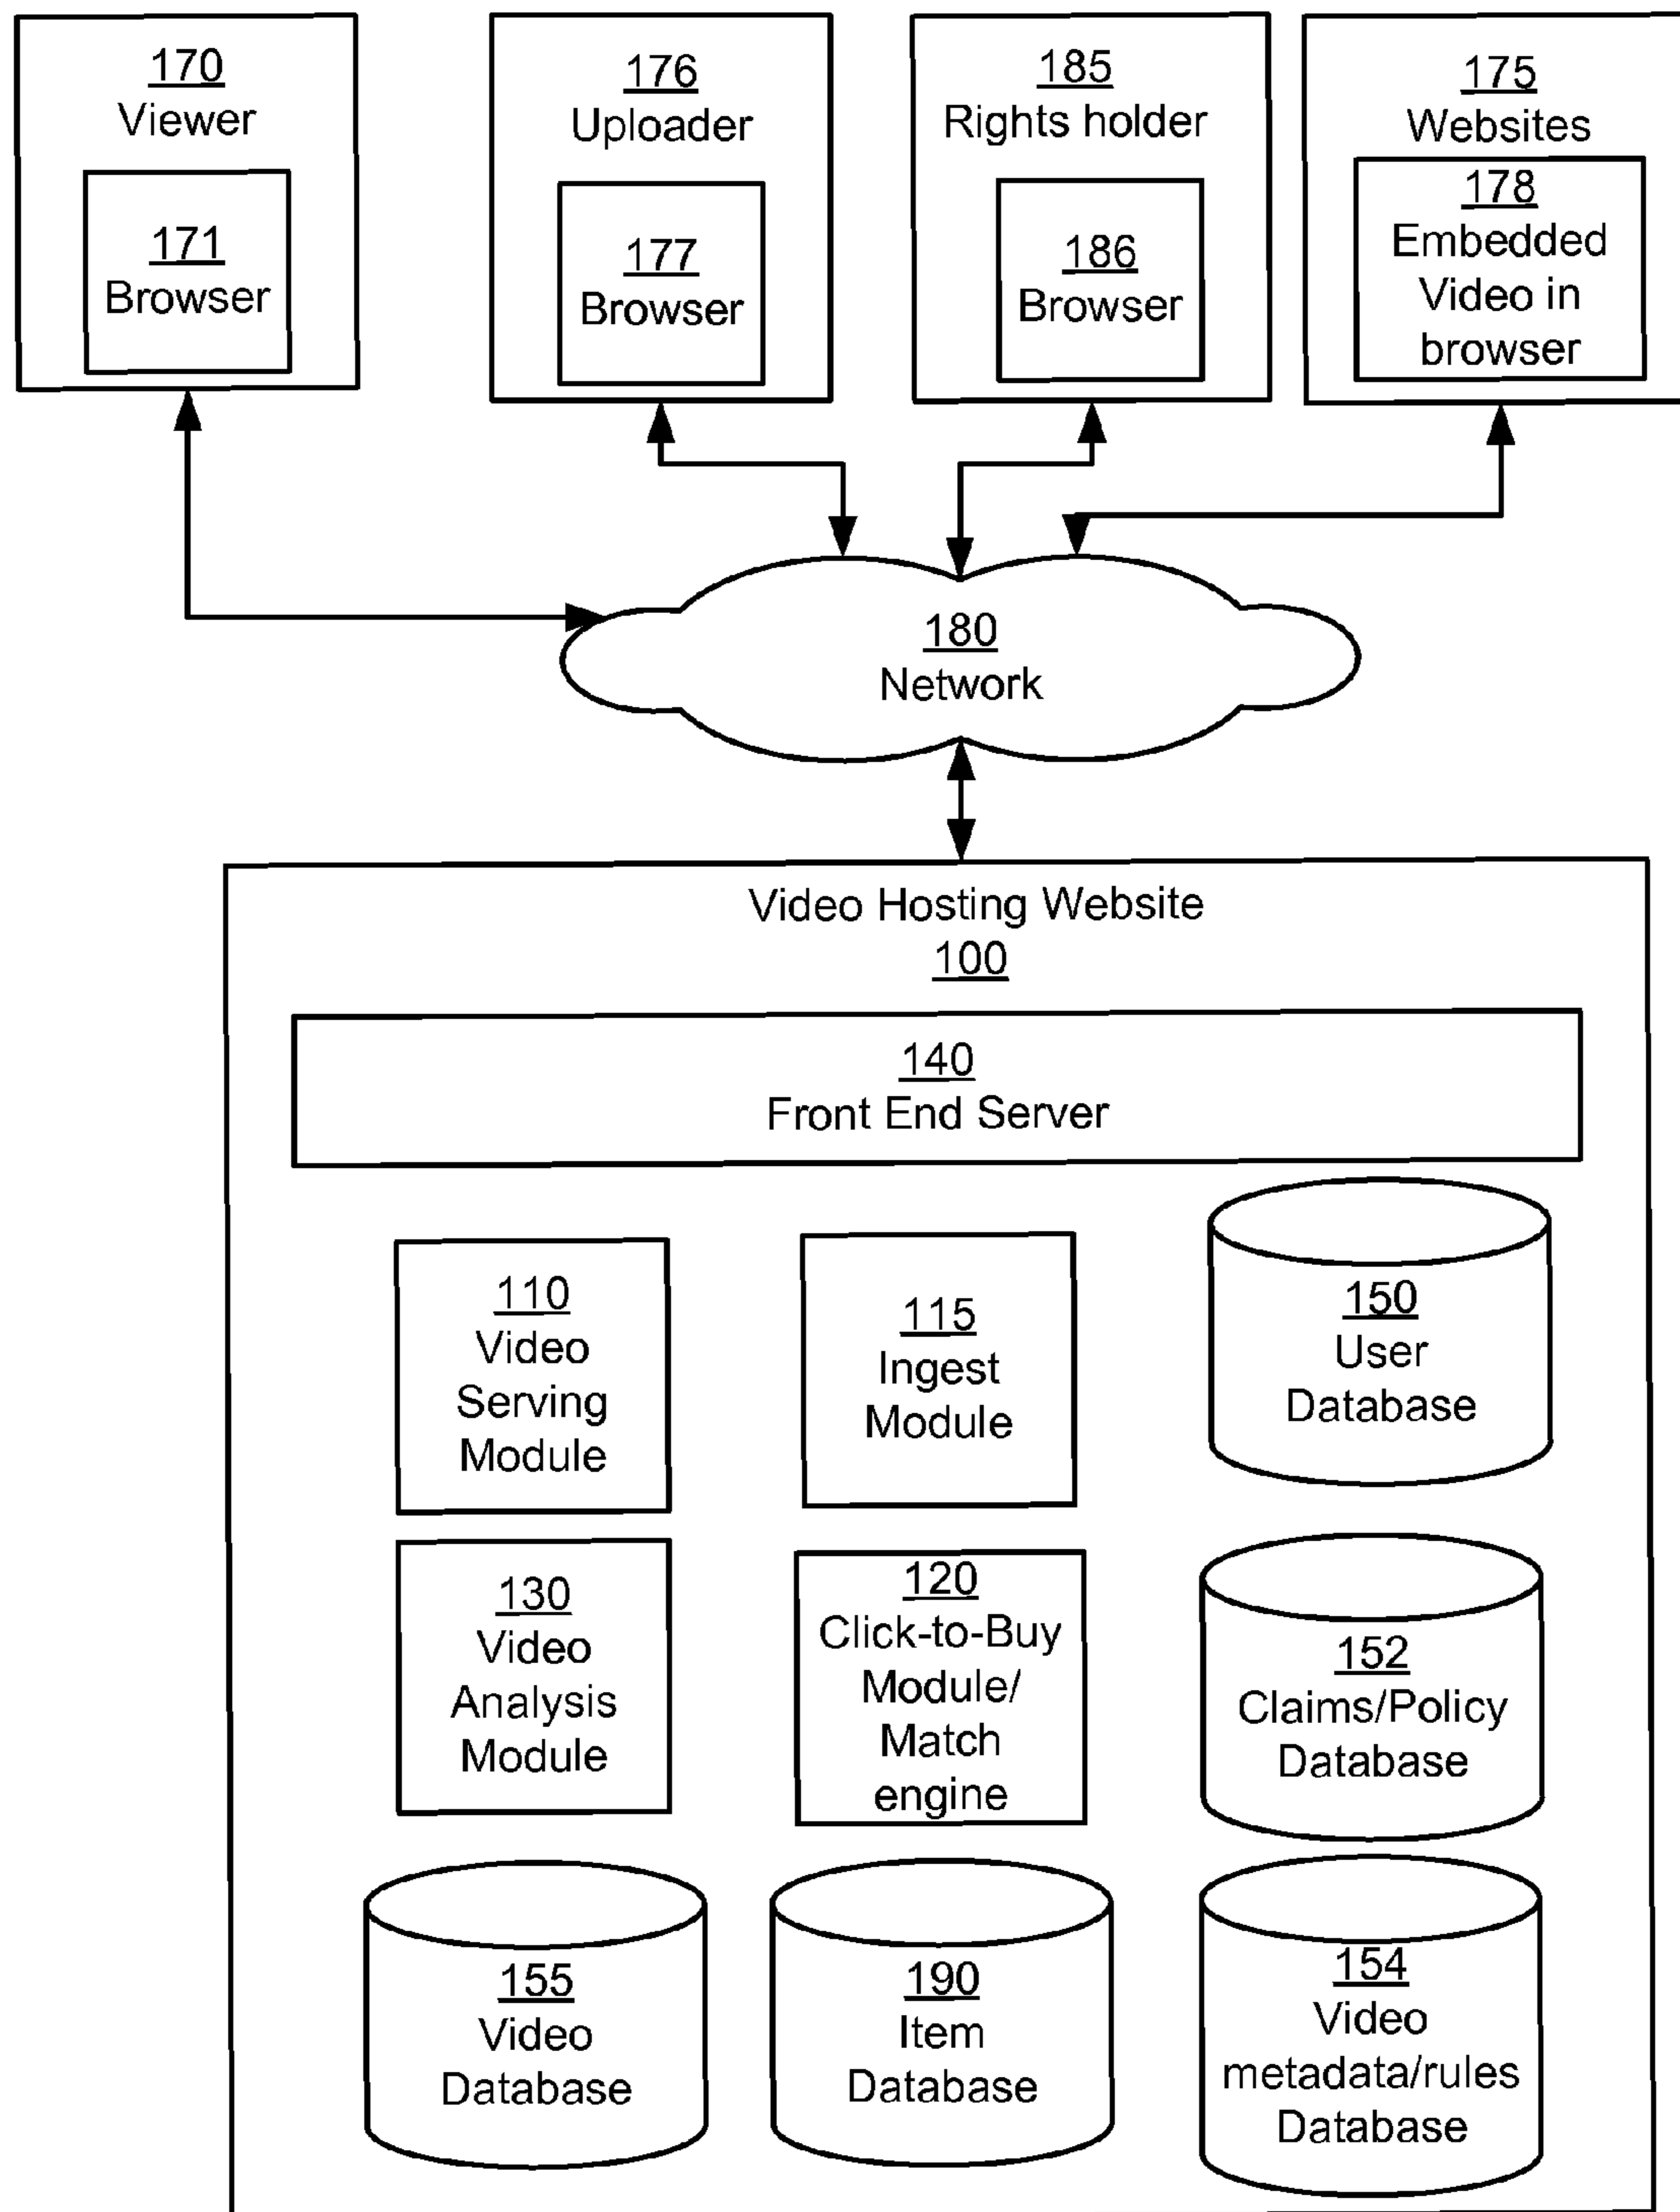 170
Viewer
171
Browser
176
Uploader
177
Browser
185
Rights holder
186
Browser
175
Websites
178
Embedded
Video in
browser
180
Network
Video Hosting Website
100
140
Front End Server
110
Video
Serving
Module
115
Ingest
Module
150
User
Database
130
Video
Analysis
Module
120
Click-to-Buy
Module/
Match
engine
152
Claims/Policy
Database
155
Video
Database
190
Item
Database
154
Video
metadata/rules
Database